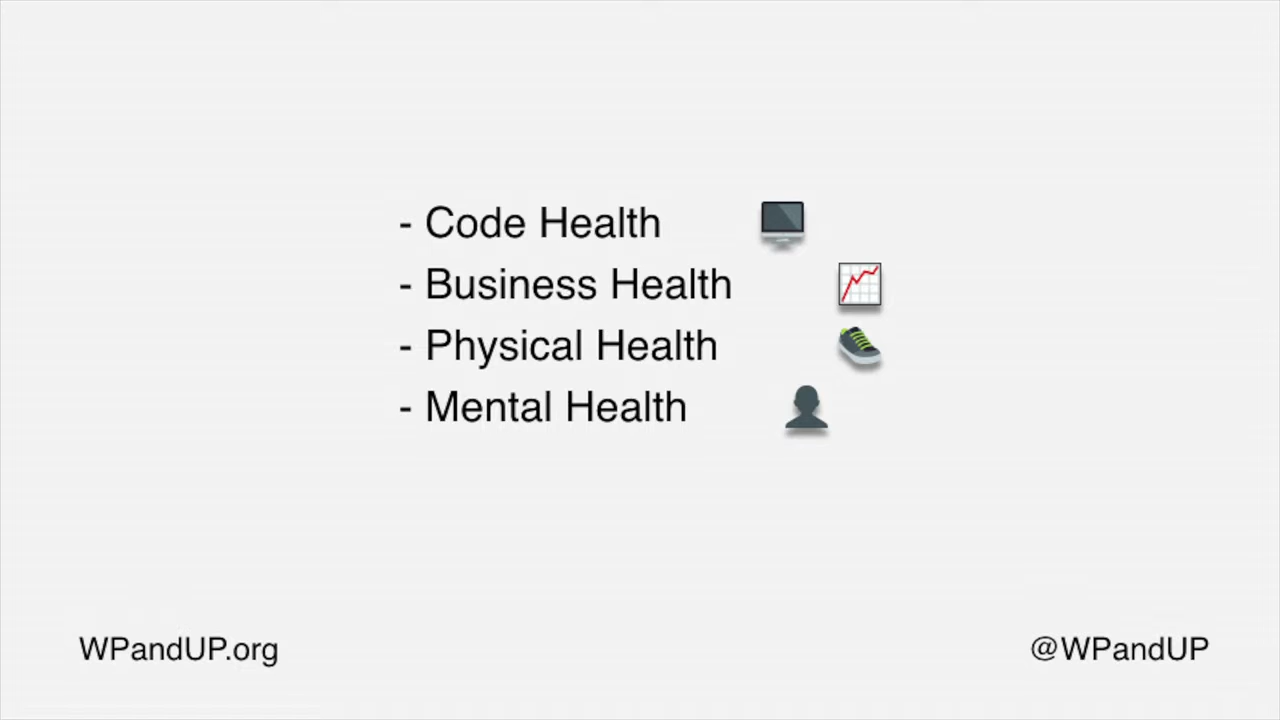 - Code Health
- Business Health
- Physical Health
- Mental Health
WPandUP.org
@WPandUP